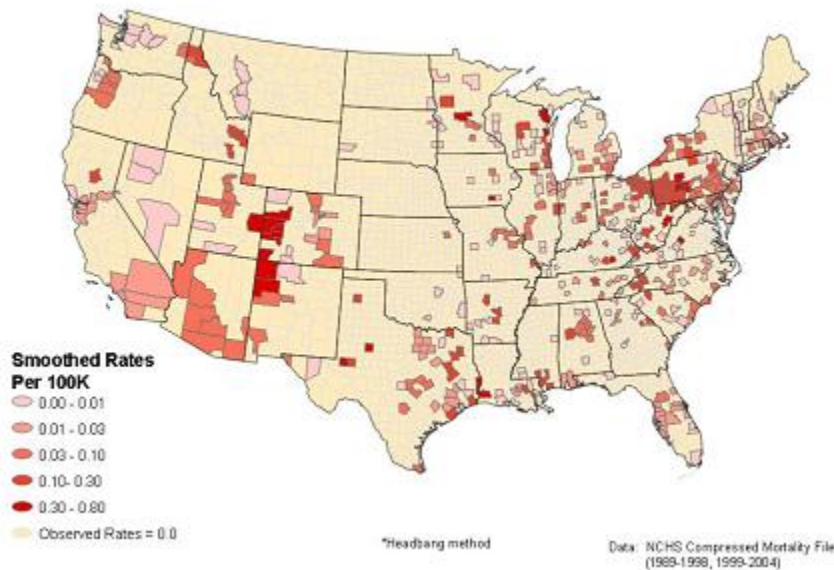 Smoothed Rates
Per 100K
0.00 - 0.01
0.01 - 0.03
0.03 - 0.10
0.10- 0.30
0.30 - 0.80
Observed Rates = 0.0
*Headbang method
Data: NCHS Compressed Mortality File
(1989-1998, 1999-2004)